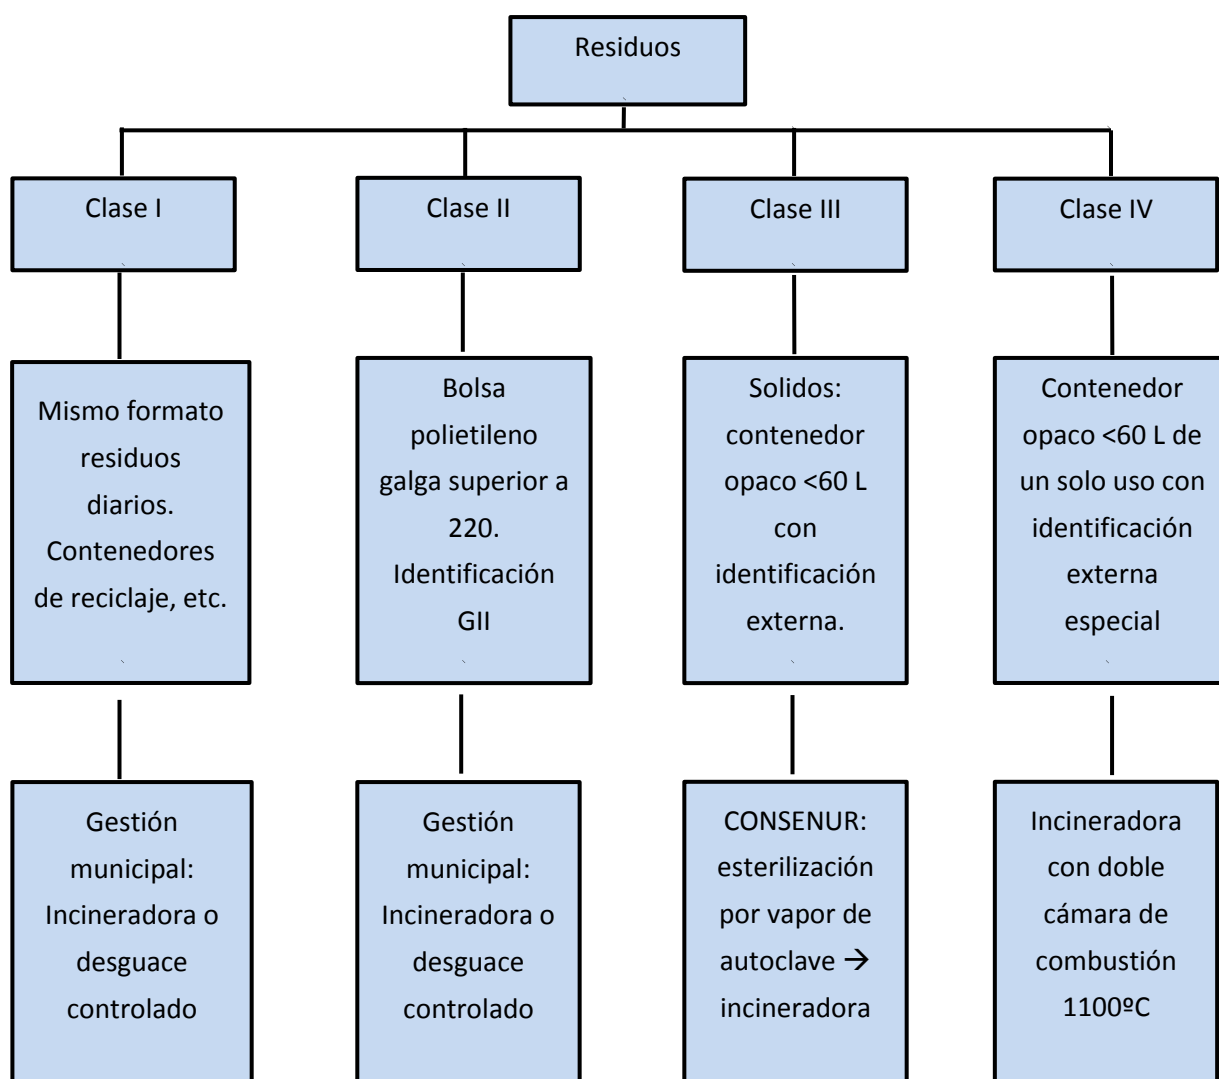 Residuos
Clase I
Clase II
Clase III
Clase IV
Mismo formato
residuos
diarios.
Contenedores
de reciclaje, etc.
Bolsa
polietileno
galga superior a
220.
Identificación
GII
Solidos:
contenedor
opaco <60 L
con
identificación
externa.
Contenedor
opaco <60 L de
un solo uso con
identificación
externa
especial
Gestión
municipal:
Incineradora o
desguace
controlado
Gestión
municipal:
Incineradora o
desguace
controlado
CONSENUR:
esterilización
por vapor de
autoclave →
incineradora
Incineradora
con doble
cámara de
combustión
1100ºC